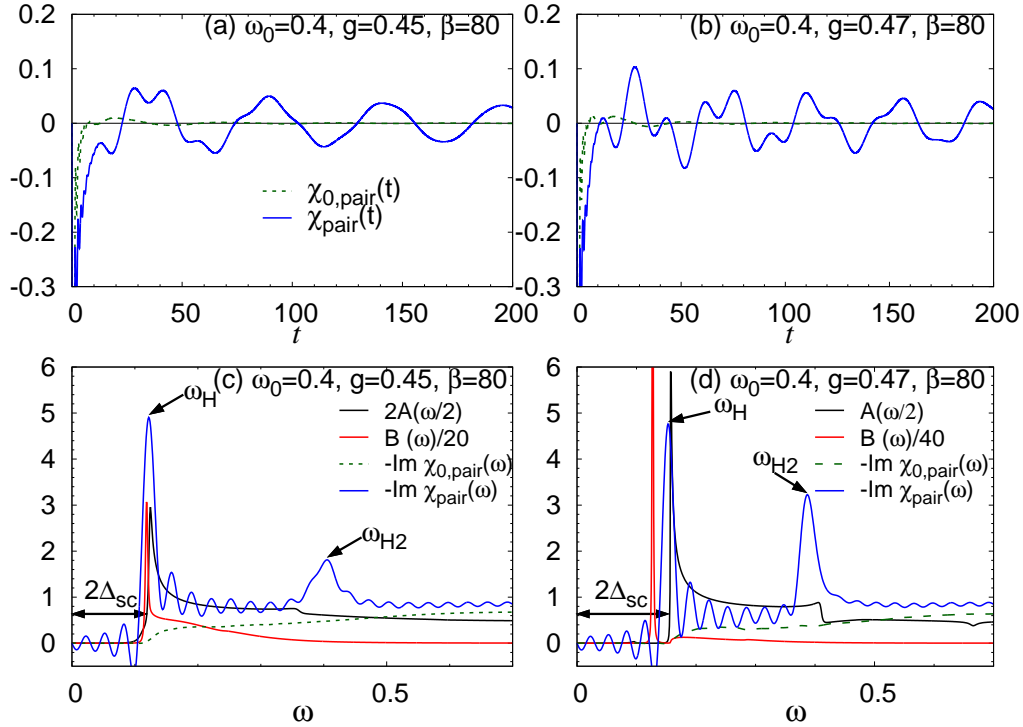 (a) ω₀=0.4, g=0.45, β=80
0.2
0.1
0
-0.1
-0.2
-0.3
χ₀,pair(t)
χpair(t)
0 50 100 150 200
t
(b) ω₀=0.4, g=0.47, β=80
0.2
0.1
0
-0.1
-0.2
-0.3
0 50 100 150 200
t
(c) ω₀=0.4, g=0.45, β=80
6
5
4
3
2
1
0
ωH
2A(ω/2)
B (ω)/20
-Im χ₀,pair(ω)
-Im χpair(ω)
ωH2
2Δsc
0 0.5
ω
(d) ω₀=0.4, g=0.47, β=80
6
5
4
3
2
1
0
ωH
A(ω/2)
B (ω)/40
-Im χ₀,pair(ω)
-Im χpair(ω)
ωH2
2Δsc
0 0.5
ω